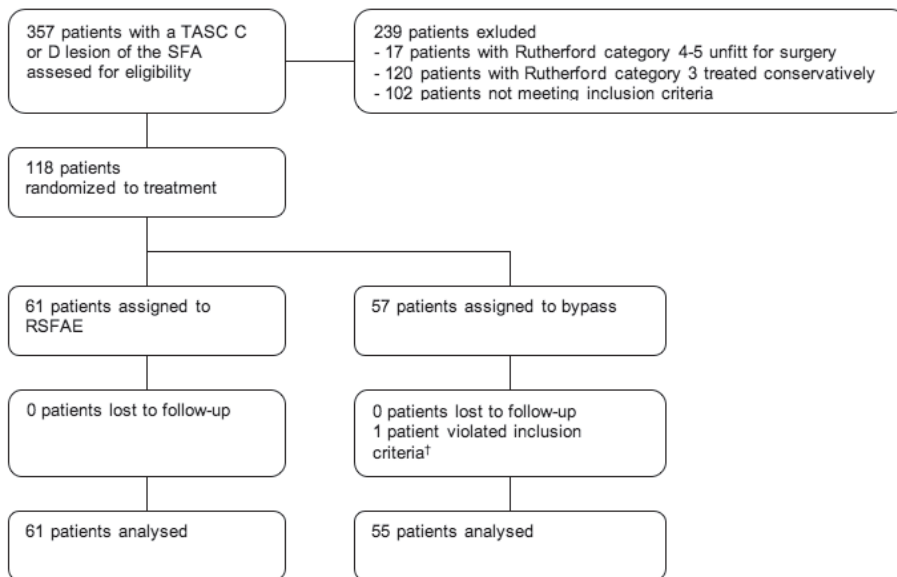 357 patients with a TASC C
or D lesion of the SFA
assesed for eligibility
239 patients exluded
- 17 patients with Rutherford category 4-5 unfitt for surgery
- 120 patients with Rutherford category 3 treated conservatively
- 102 patients not meeting inclusion criteria
118 patients
randomized to treatment
61 patients assigned to
RSFAE
57 patients assigned to bypass
0 patients lost to follow-up
0 patients lost to follow-up
1 patient violated inclusion
criteria†
61 patients analysed
55 patients analysed